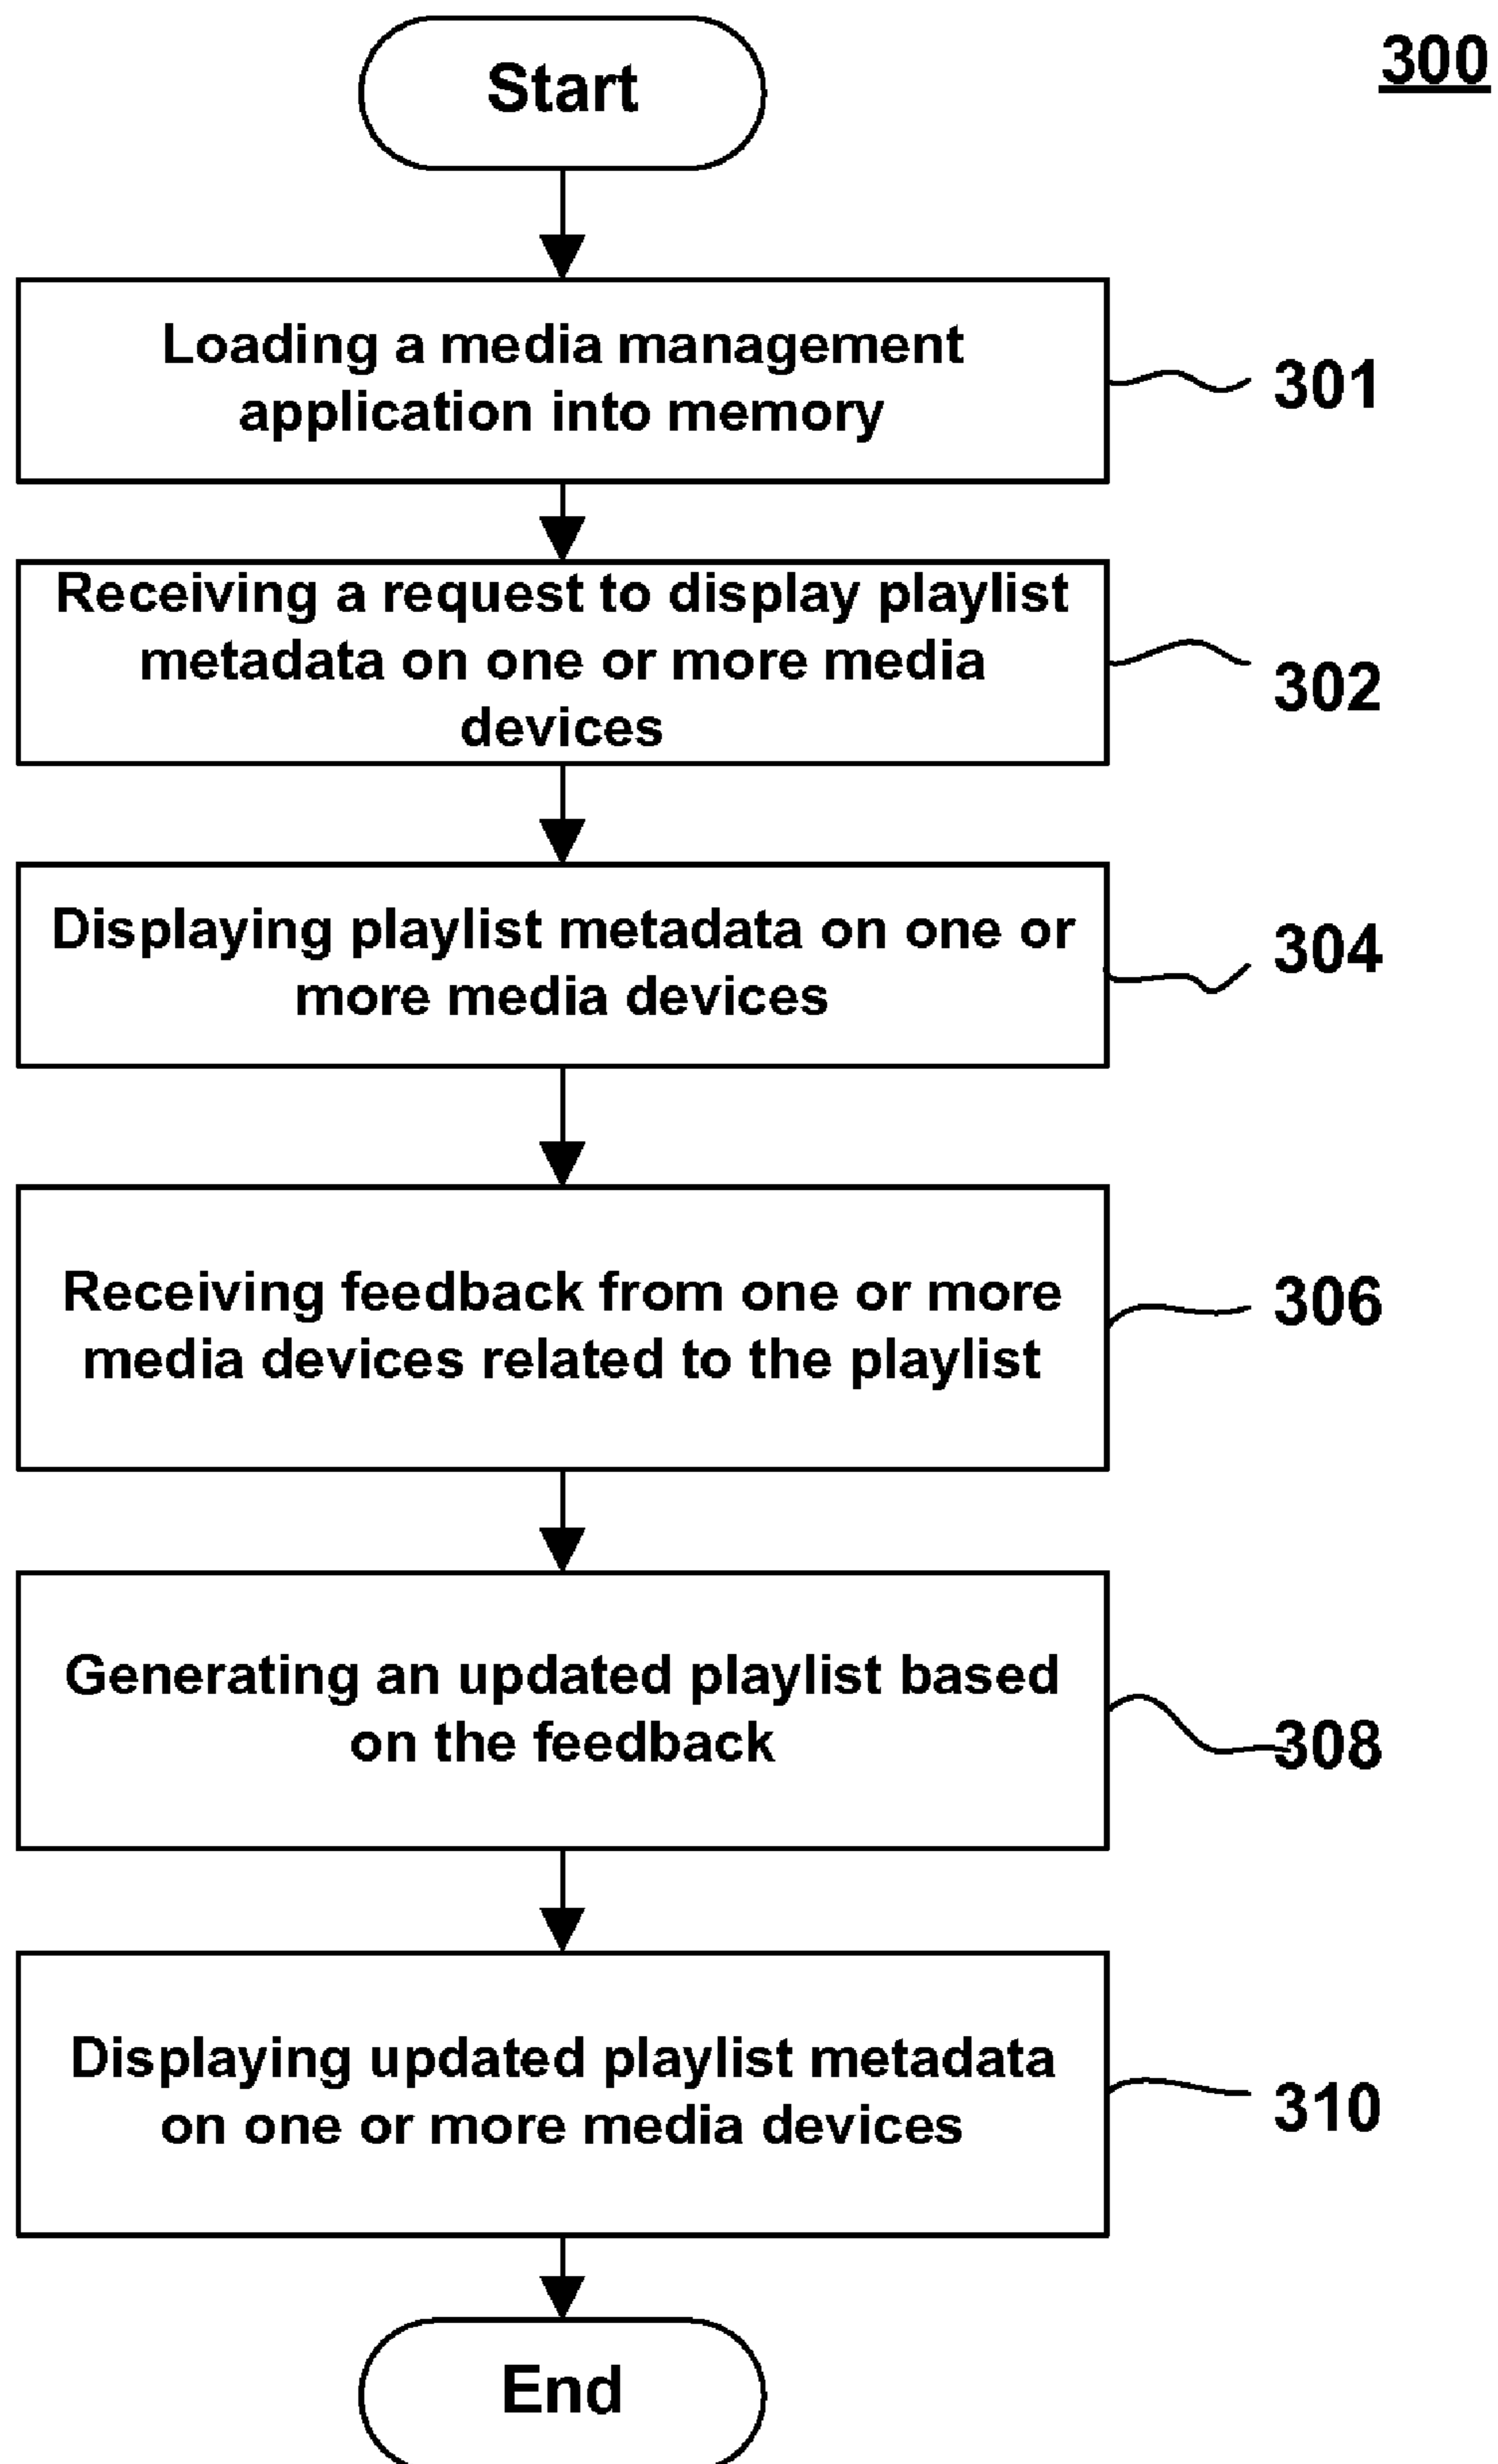 Start
300
Loading a media management
application into memory
301
Receiving a request to display playlist
metadata on one or more media
devices
302
Displaying playlist metadata on one or
more media devices
304
Receiving feedback from one or more
media devices related to the playlist
306
Generating an updated playlist based
on the feedback
308
Displaying updated playlist metadata
on one or more media devices
310
End